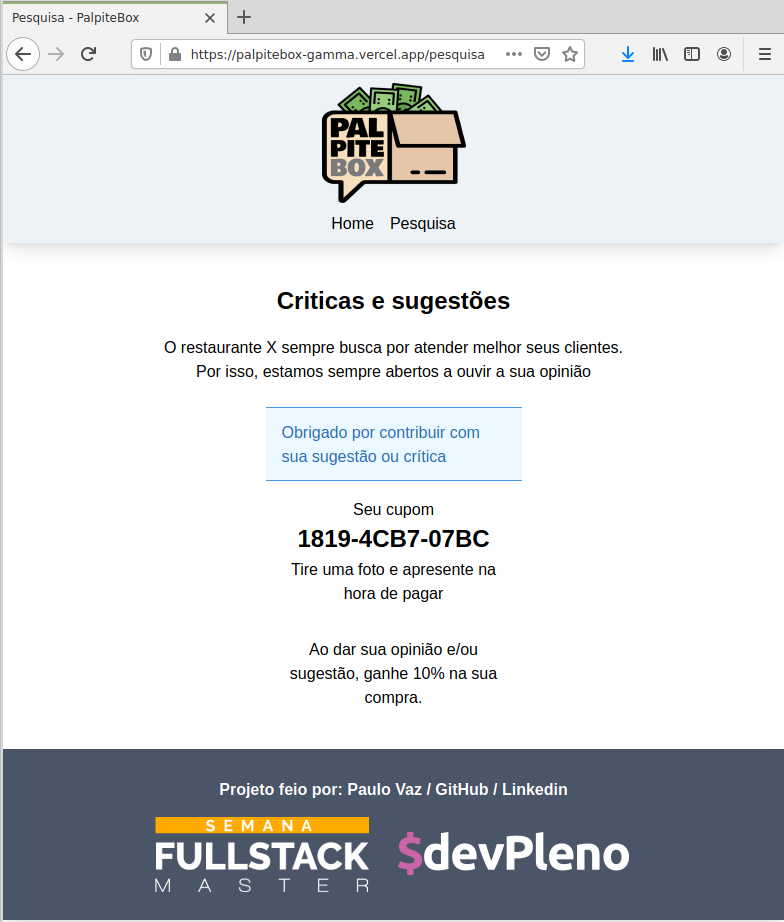 Pesquisa - PalpiteBox
https://palpitebox-gamma.vercel.app/pesquisa
PAL
PITE
BOX
Home Pesquisa
Criticas e sugestões
O restaurante X sempre busca por atender melhor seus clientes.
Por isso, estamos sempre abertos a ouvir a sua opinião
Obrigado por contribuir com
sua sugestão ou crítica
Seu cupom
1819-4CB7-07BC
Tire uma foto e apresente na
hora de pagar
Ao dar sua opinião e/ou
sugestão, ganhe 10% na sua
compra.
Projeto feio por: Paulo Vaz / GitHub / Linkedin
SEMANA
FULLSTACK
MASTER
$devPleno